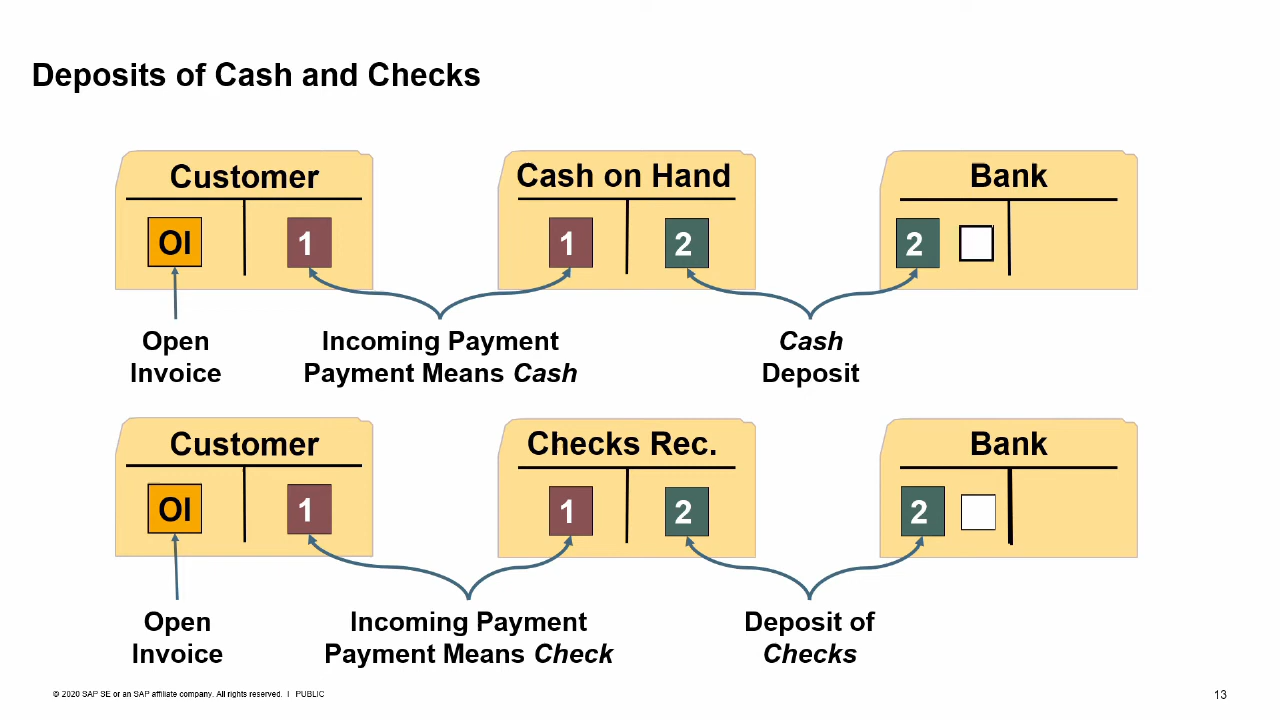 Deposits of Cash and Checks
Customer
Cash on Hand
Bank
OI
1
1
2
2
Open
Invoice
Incoming Payment
Payment Means Cash
Cash
Deposit
Customer
Checks Rec.
Bank
OI
1
1
2
2
Open
Invoice
Incoming Payment
Payment Means Check
Deposit of
Checks
© 2020 SAP SE or an SAP affiliate company. All rights reserved. I PUBLIC
13